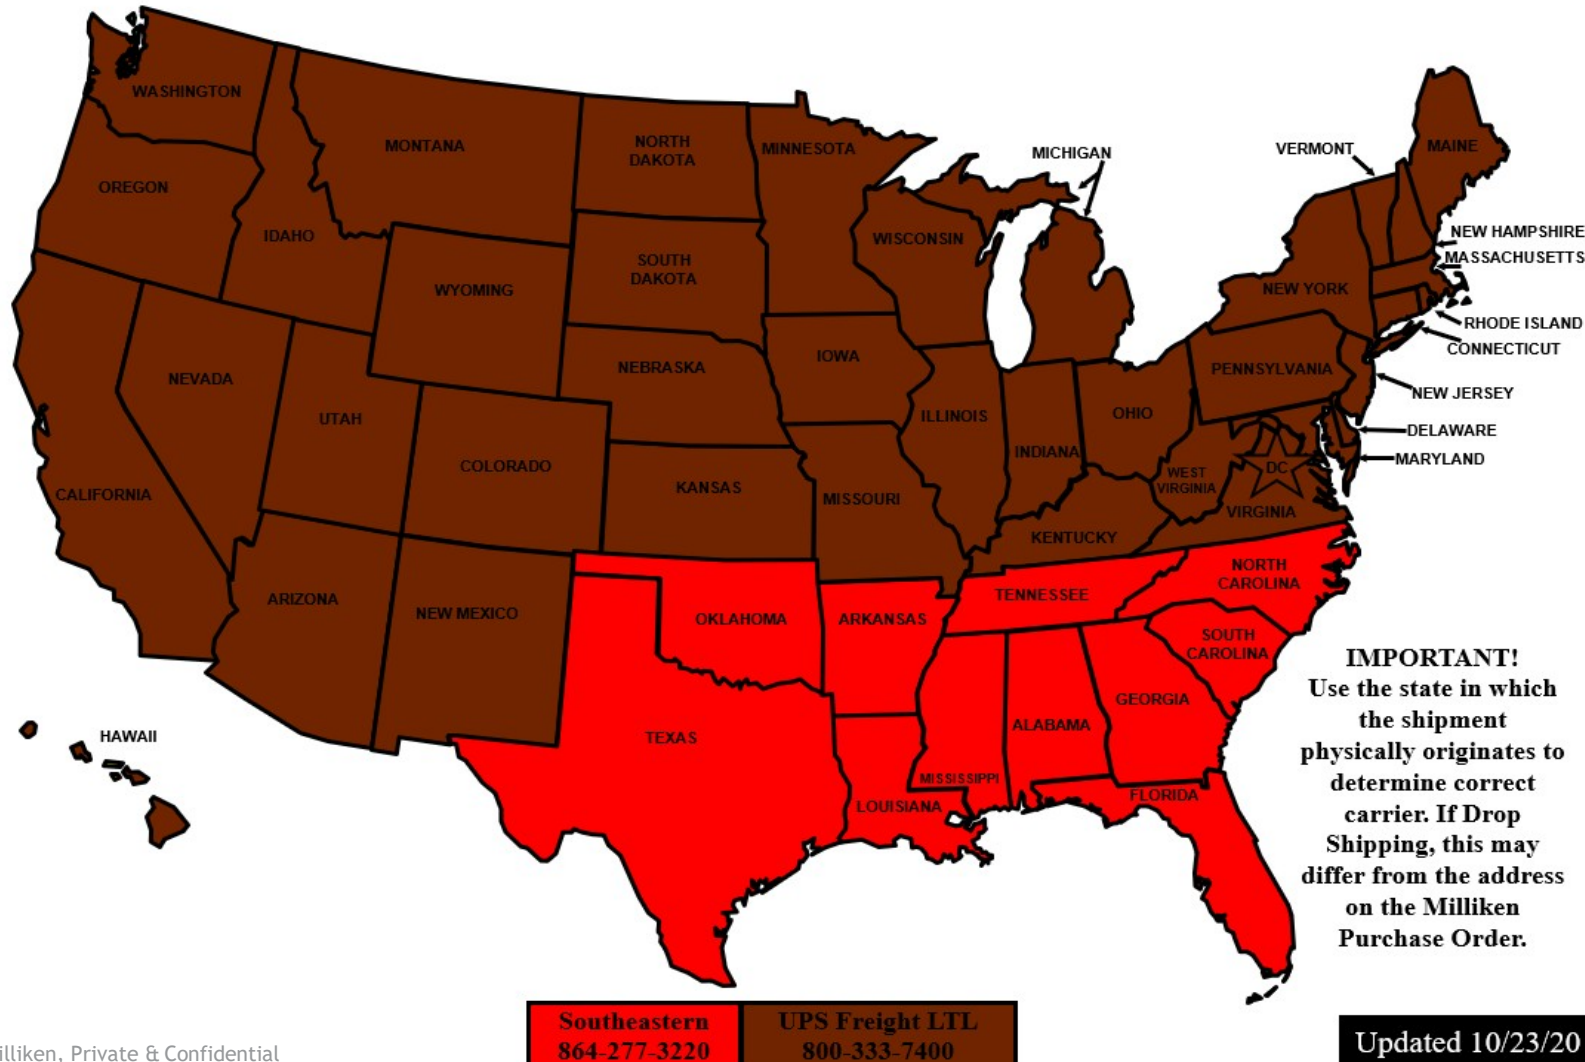 WASHINGTON
MONTANA
NORTH
DAKOTA
MINNESOTA
MICHIGAN
VERMONT
MAINE
OREGON
IDAHO
WISCONSIN
NEW HAMPSHIRE
MASSACHUSETTS
SOUTH
DAKOTA
WYOMING
NEW YORK
RHODE ISLAND
CONNECTICUT
IOWA
NEBRASKA
PENNSYLVANIA
NEVADA
NEW JERSEY
UTAH
ILLINOIS
OHIO
DELAWARE
INDIANA
MARYLAND
COLORADO
DC
WEST
VIRGINIA
KANSAS
CALIFORNIA
MISSOURI
VIRGINIA
KENTUCKY
NORTH
CAROLINA
TENNESSEE
ARIZONA
NEW MEXICO
OKLAHOMA
ARKANSAS
SOUTH
CAROLINA
GEORGIA
ALABAMA
HAWAII
TEXAS
MISSISSIPPI
FLORIDA
LOUISIANA
IMPORTANT!
Use the state in which
the shipment
physically originates to
determine correct
carrier. If Drop
Shipping, this may
differ from the address
on the Milliken
Purchase Order.
Southeastern
864-277-3220
UPS Freight LTL
800-333-7400
Updated 10/23/20
illiken, Private & Confidential